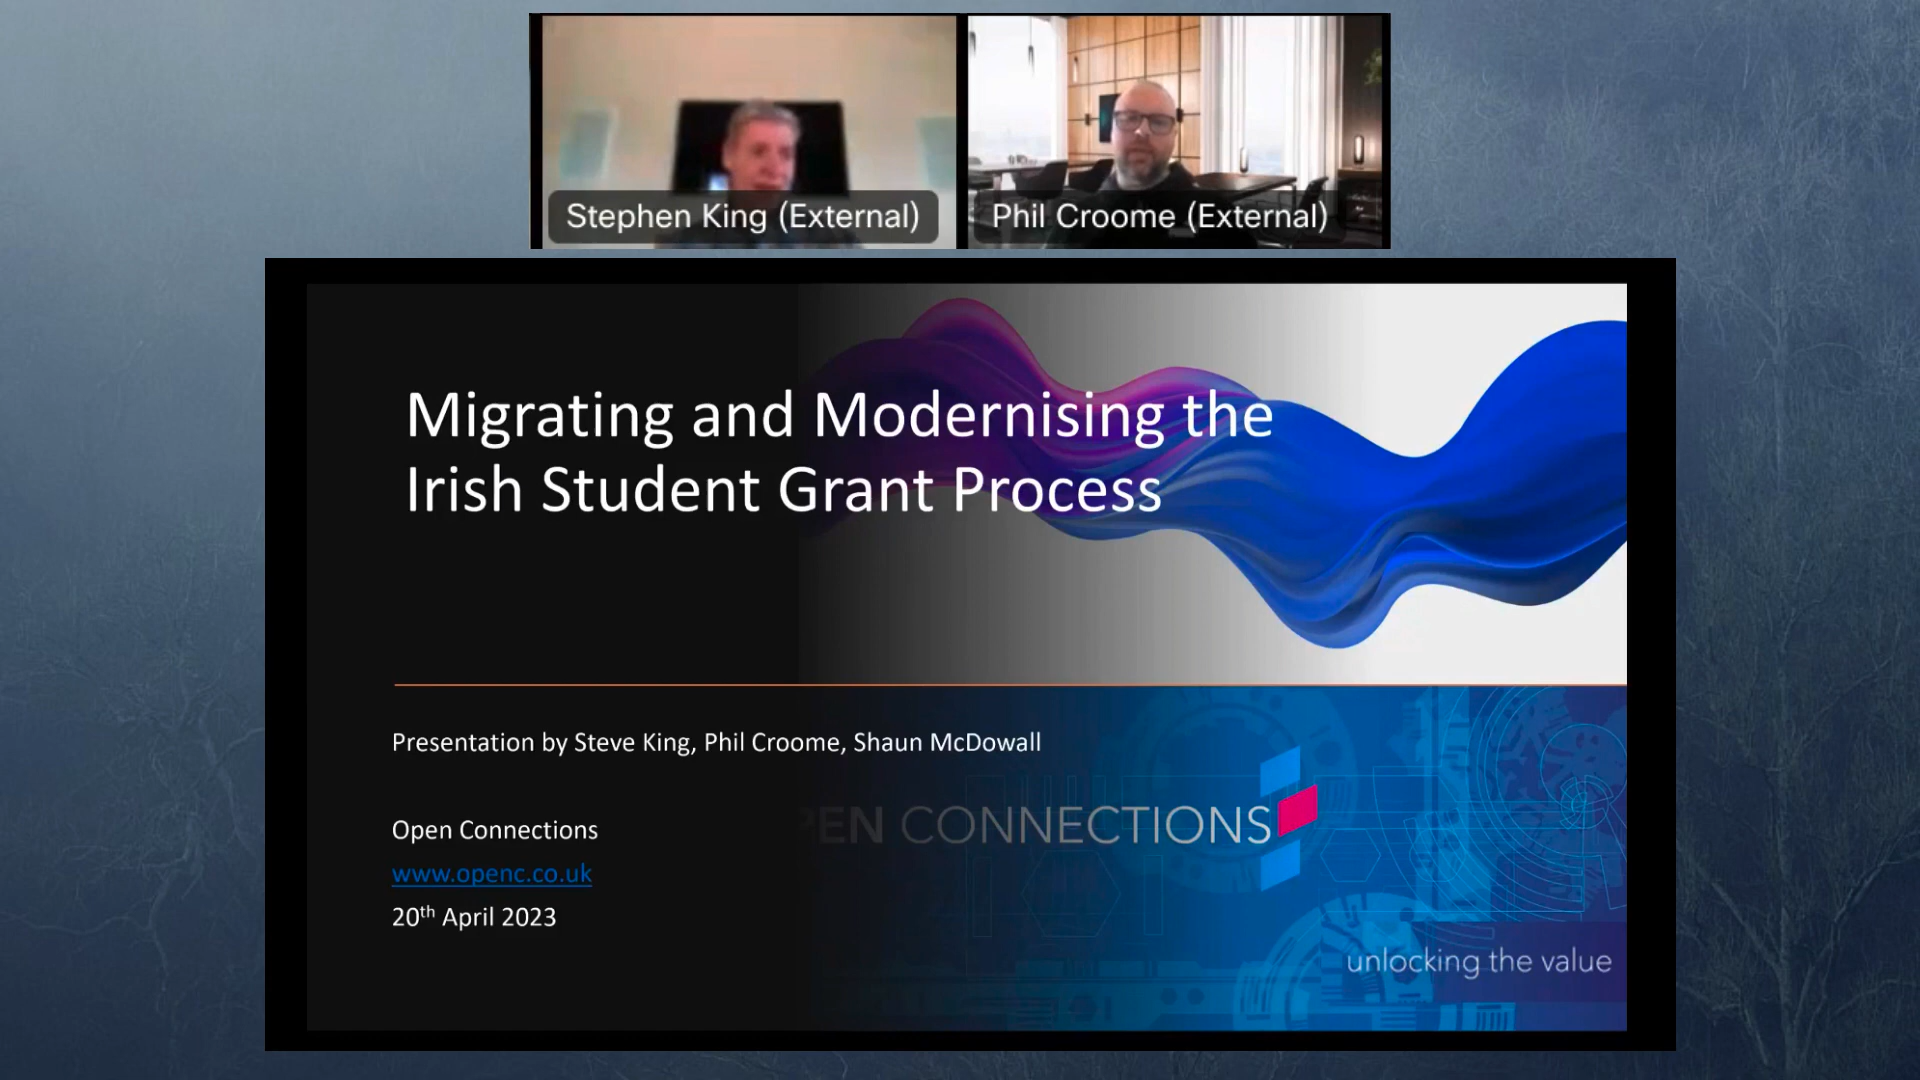 Stephen King (External)
Phil Croome (External)
Migrating and Modernising the
Irish Student Grant Process
Presentation by Steve King, Phil Croome, Shaun McDowall
Open Connections
www.openc.co.uk
20th April 2023
PEN CONNECTIONS
unlocking the value